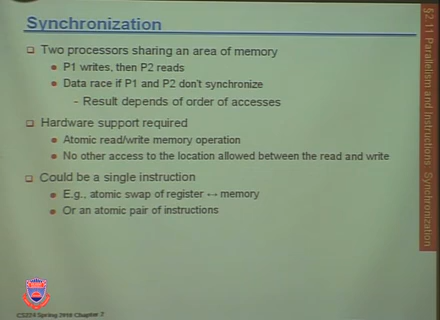 Synchronization
Two processors sharing an area of memory
P1 writes, then P2 reads
Data race if P1 and P2 don't synchronize
– Result depends of order of accesses
Hardware support required
Atomic read/write memory operation
No other access to the location allowed between the read and write
Could be a single instruction
E.g., atomic swap of register ↔ memory
Or an atomic pair of instructions
§2.11 Parallelism and Instructions: Synchronization
Spring Chapter 2